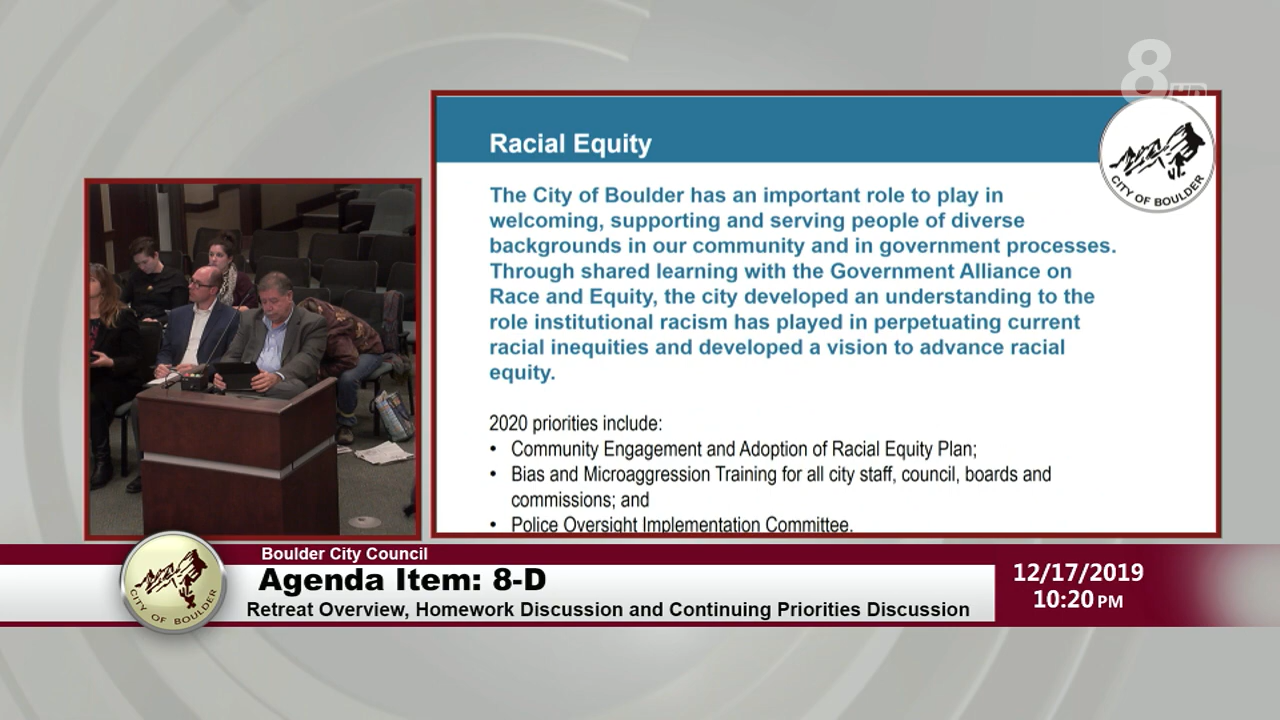 8
HD
Racial Equity
CITY OF BOULDER
The City of Boulder has an important role to play in
welcoming, supporting and serving people of diverse
backgrounds in our community and in government processes.
Through shared learning with the Government Alliance on
Race and Equity, the city developed an understanding to the
role institutional racism has played in perpetuating current
racial inequities and developed a vision to advance racial
equity.
2020 priorities include:
• Community Engagement and Adoption of Racial Equity Plan;
• Bias and Microaggression Training for all city staff, council, boards and
commissions; and
• Police Oversight Implementation Committee.
Boulder City Council
Agenda Item: 8-D
Retreat Overview, Homework Discussion and Continuing Priorities Discussion
CITY OF BOULDER
12/17/2019
10:20 PM